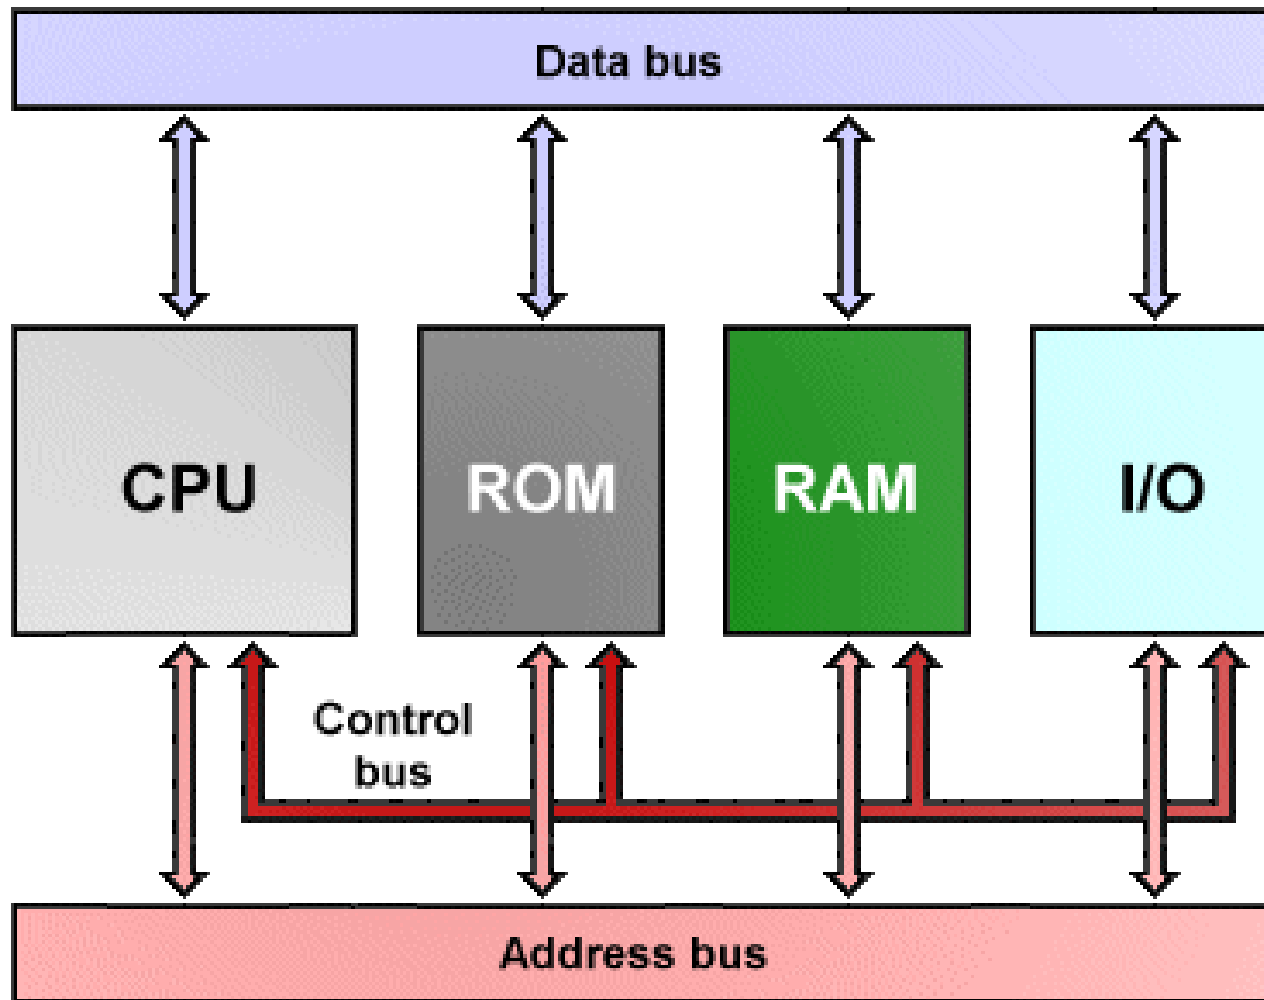 Data bus
CPU
ROM
RAM
I/O
Control
bus
Address bus